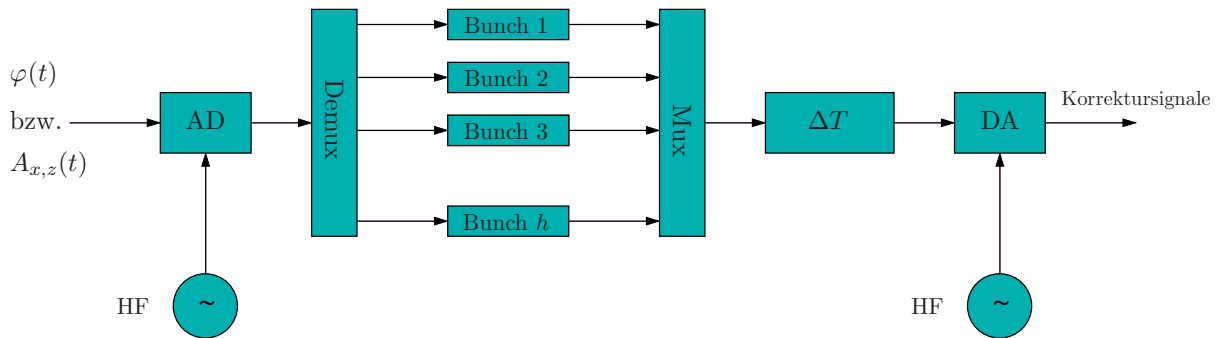 φ(t)
bzw.
A_{x,z}(t)
AD
HF
~
Demux
Bunch 1
Bunch 2
Bunch 3
Bunch h
Mux
ΔT
DA
HF
~
Korrektursignale